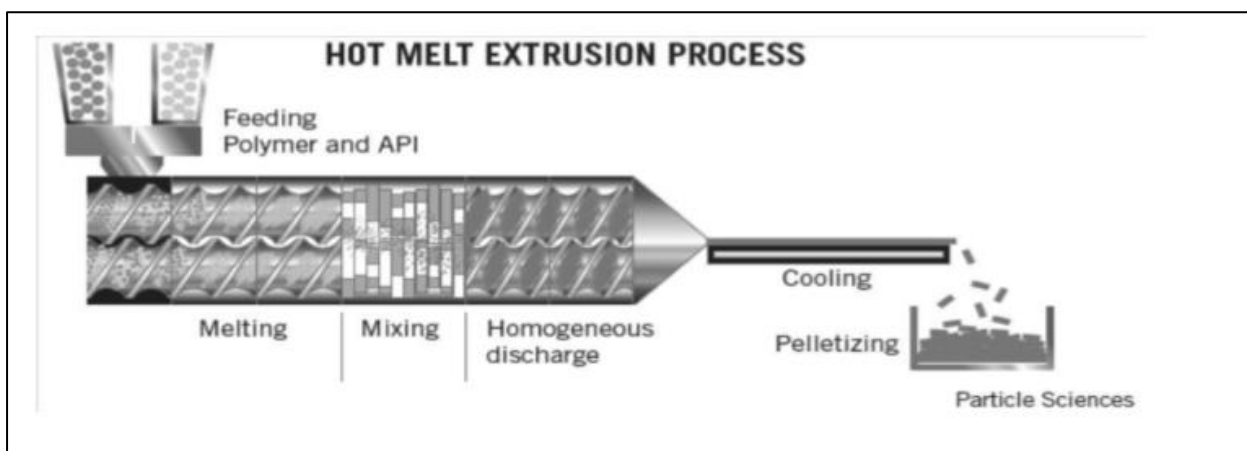 HOT MELT EXTRUSION PROCESS
Feeding
Polymer and API
Melting
Mixing
Homogeneous
discharge
Cooling
Pelletizing
Particle Sciences